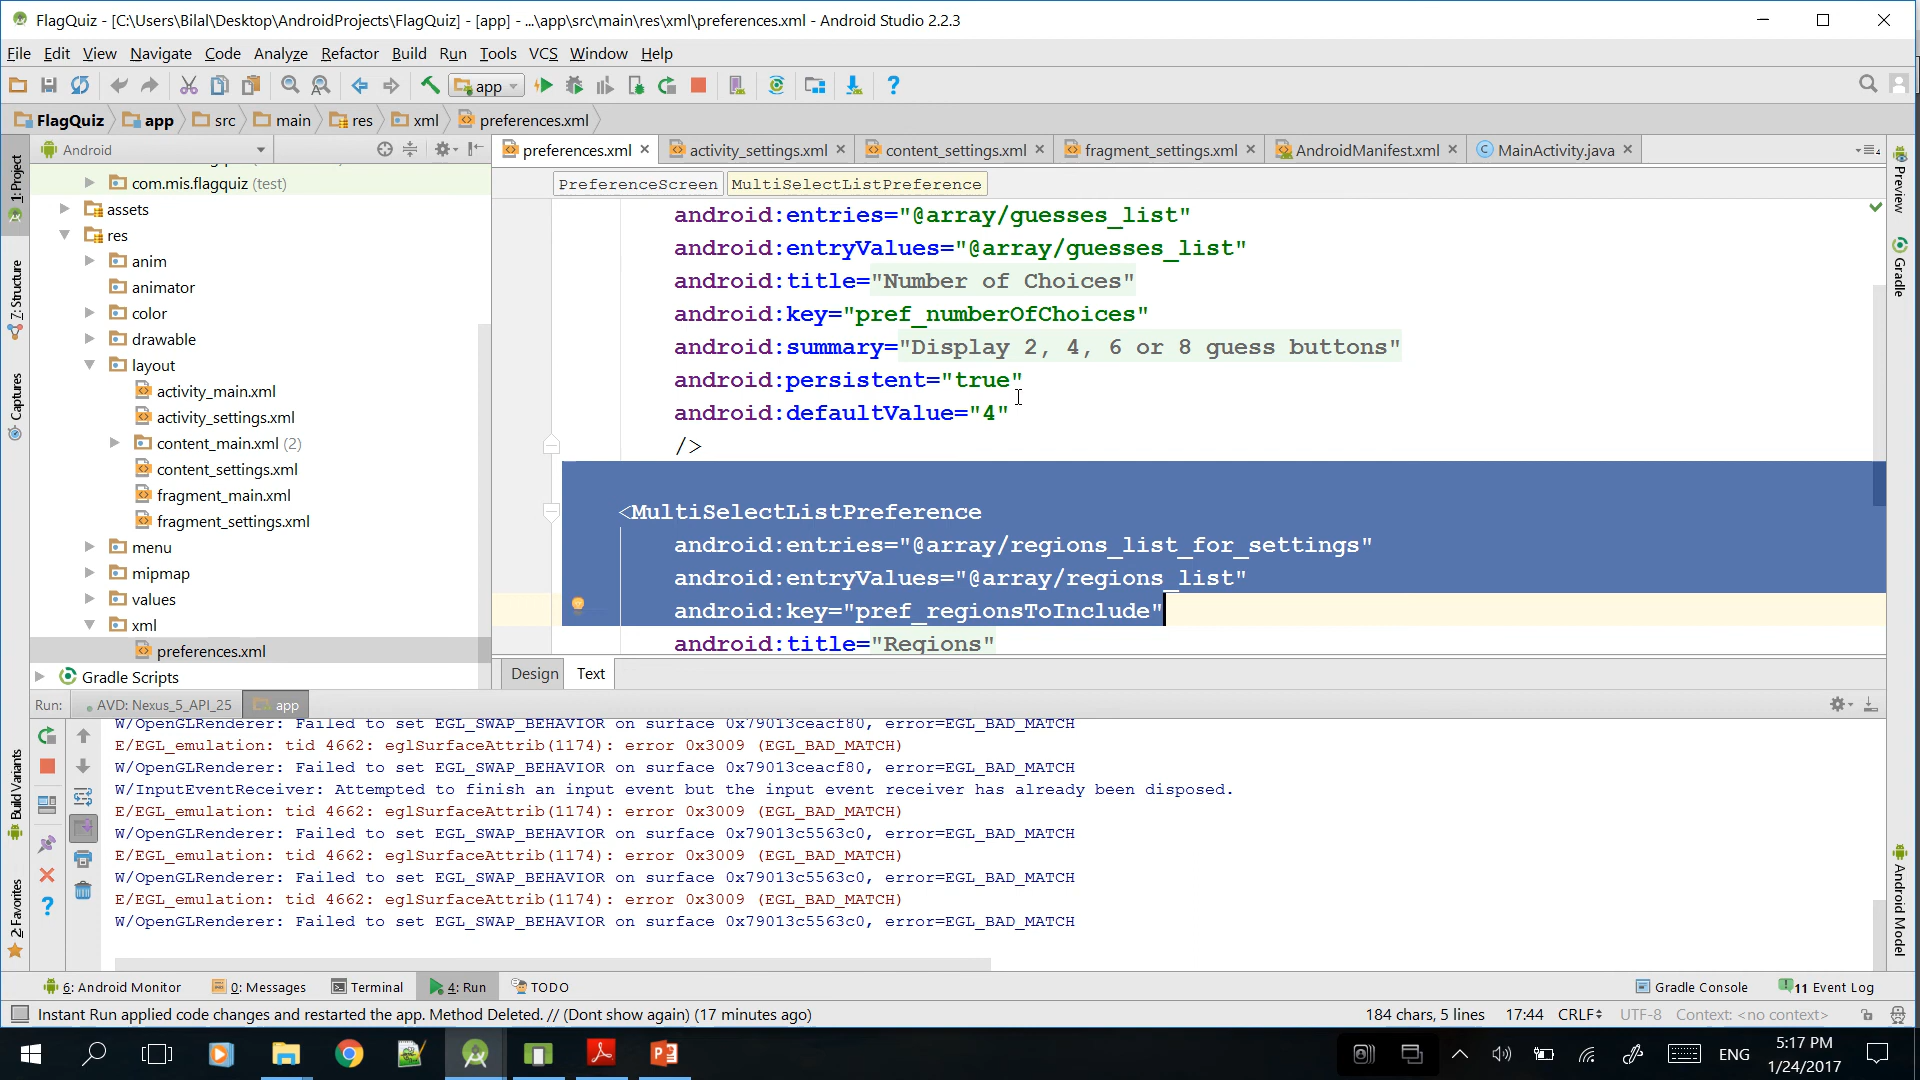 FlagQuiz - [C:\Users\Bilal\Desktop\AndroidProjects\FlagQuiz] - [app] - ...\app\src\main\res\xml\preferences.xml - Android Studio 2.2.3
File Edit View Navigate Code Analyze Refactor Build Run Tools VCS Window Help
app
FlagQuiz app src main res xml preferences.xml
1: Project
7: Structure
Captures
Build Variants
2: Favorites
Android
com.mis.flagquiz (test)
assets
res
anim
animator
color
drawable
layout
activity_main.xml
activity_settings.xml
content_main.xml (2)
content_settings.xml
fragment_main.xml
fragment_settings.xml
menu
mipmap
values
xml
preferences.xml
Gradle Scripts
preferences.xml activity_settings.xml content_settings.xml fragment_settings.xml AndroidManifest.xml MainActivity.java
PreferenceScreen MultiSelectListPreference
android:entries="@array/guesses_list"
android:entryValues="@array/guesses_list"
android:title="Number of Choices"
android:key="pref_numberOfChoices"
android:summary="Display 2, 4, 6 or 8 guess buttons"
android:persistent="true"
android:defaultValue="4"
/>
<MultiSelectListPreference
android:entries="@array/regions_list_for_settings"
android:entryValues="@array/regions_list"
android:key="pref_regionsToInclude"
android:title="Regions"
Design Text
Preview
Gradle
Android Model
Run: AVD: Nexus_5_API_25 app
W/OpenGLRenderer: Failed to set EGL_SWAP_BEHAVIOR on surface 0x79013ceacf80, error=EGL_BAD_MATCH
E/EGL_emulation: tid 4662: eglSurfaceAttrib(1174): error 0x3009 (EGL_BAD_MATCH)
W/OpenGLRenderer: Failed to set EGL_SWAP_BEHAVIOR on surface 0x79013ceacf80, error=EGL_BAD_MATCH
W/InputEventReceiver: Attempted to finish an input event but the input event receiver has already been disposed.
E/EGL_emulation: tid 4662: eglSurfaceAttrib(1174): error 0x3009 (EGL_BAD_MATCH)
W/OpenGLRenderer: Failed to set EGL_SWAP_BEHAVIOR on surface 0x79013c5563c0, error=EGL_BAD_MATCH
E/EGL_emulation: tid 4662: eglSurfaceAttrib(1174): error 0x3009 (EGL_BAD_MATCH)
W/OpenGLRenderer: Failed to set EGL_SWAP_BEHAVIOR on surface 0x79013c5563c0, error=EGL_BAD_MATCH
E/EGL_emulation: tid 4662: eglSurfaceAttrib(1174): error 0x3009 (EGL_BAD_MATCH)
W/OpenGLRenderer: Failed to set EGL_SWAP_BEHAVIOR on surface 0x79013c5563c0, error=EGL_BAD_MATCH
6: Android Monitor 0: Messages Terminal 4: Run TODO Gradle Console 11 Event Log
Instant Run applied code changes and restarted the app. Method Deleted. // (Dont show again) (17 minutes ago) 184 chars, 5 lines 17:44 CRLF UTF-8 Context: <no context>
ENG 5:17 PM
1/24/2017